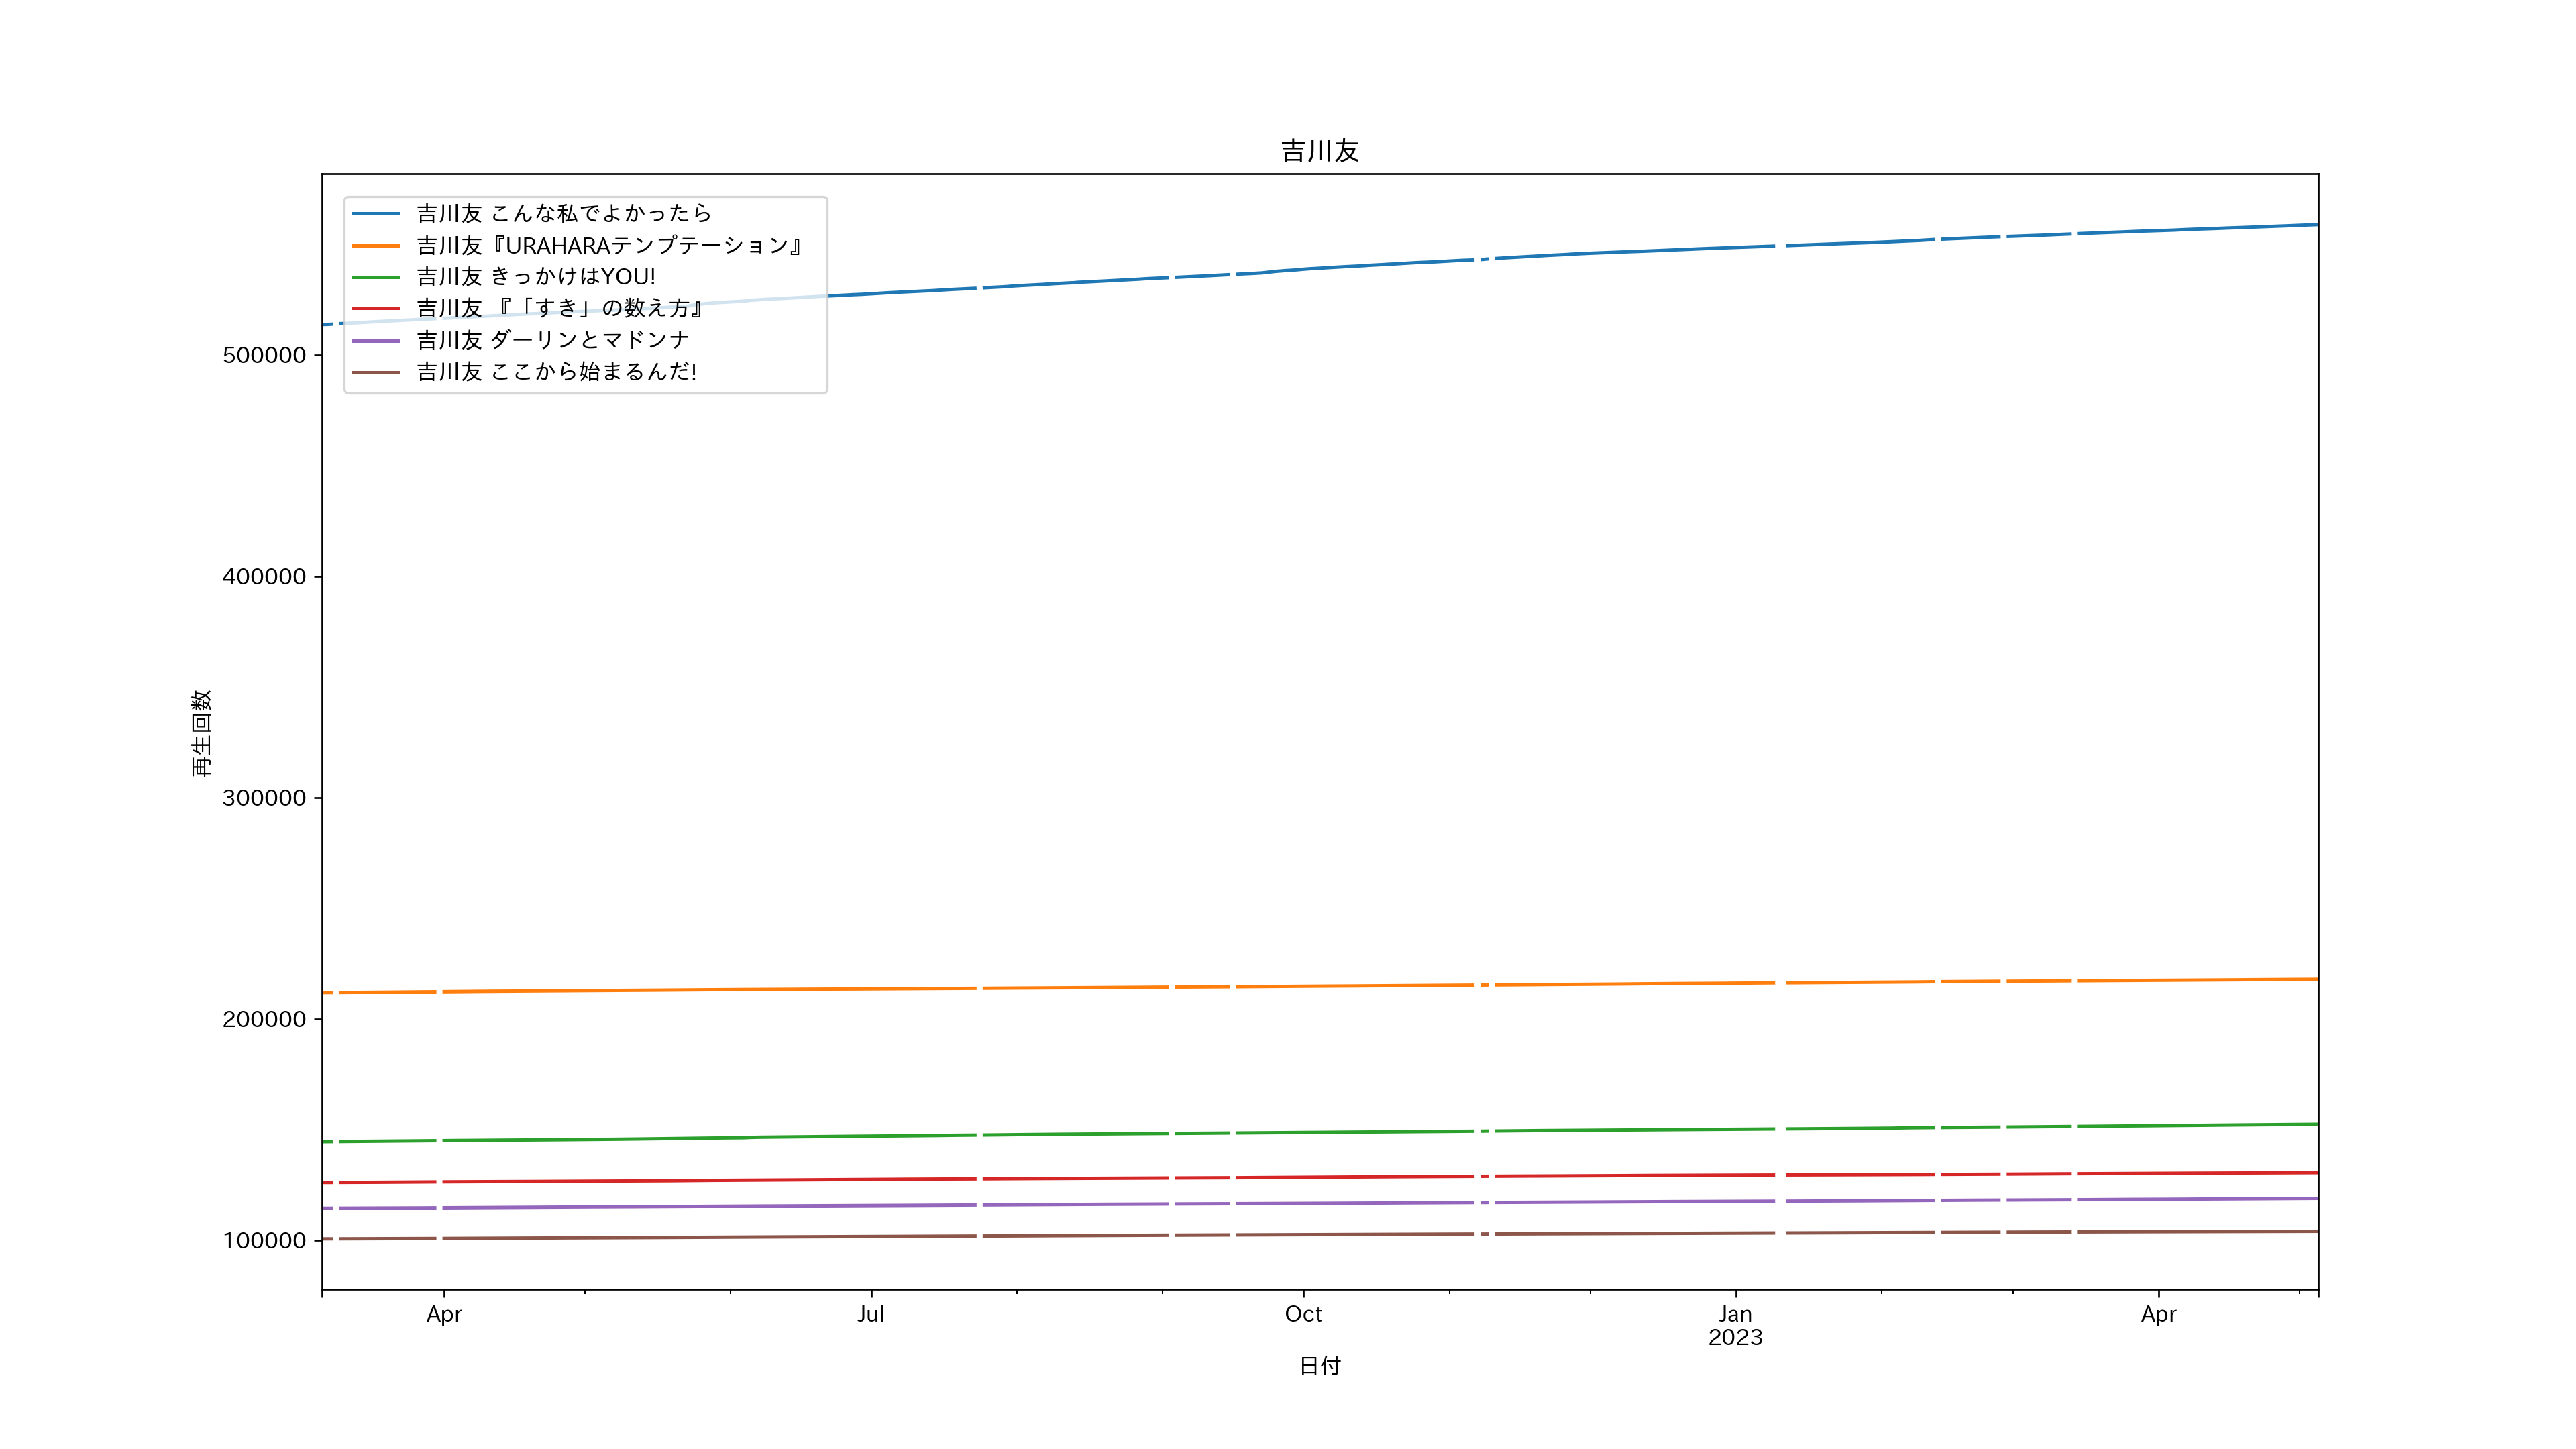 吉川友
吉川友 こんな私でよかったら
吉川友『URAHARAテンプテーション』
吉川友 きっかけはYOU!
吉川友 『「すき」の数え方』
吉川友 ダーリンとマドンナ
吉川友 ここから始まるんだ!
500000
400000
300000
200000
100000
再生回数
Apr
Jul
Oct
Jan
2023
Apr
日付